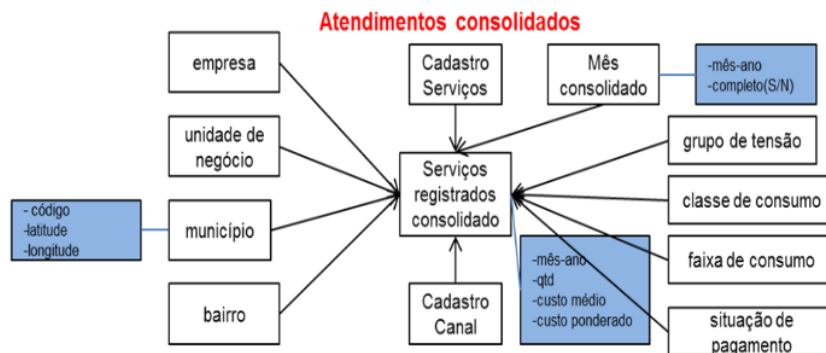 Atendimentos consolidados
empresa
Cadastro
Serviços
Mês
consolidado
-mês-ano
-completo(S/N)
unidade de
negócio
Serviços
registrados
consolidado
grupo de tensão
- código
-latitude
-longitude
município
classe de consumo
-mês-ano
-qtd
-custo médio
-custo ponderado
faixa de consumo
bairro
Cadastro
Canal
situação de
pagamento